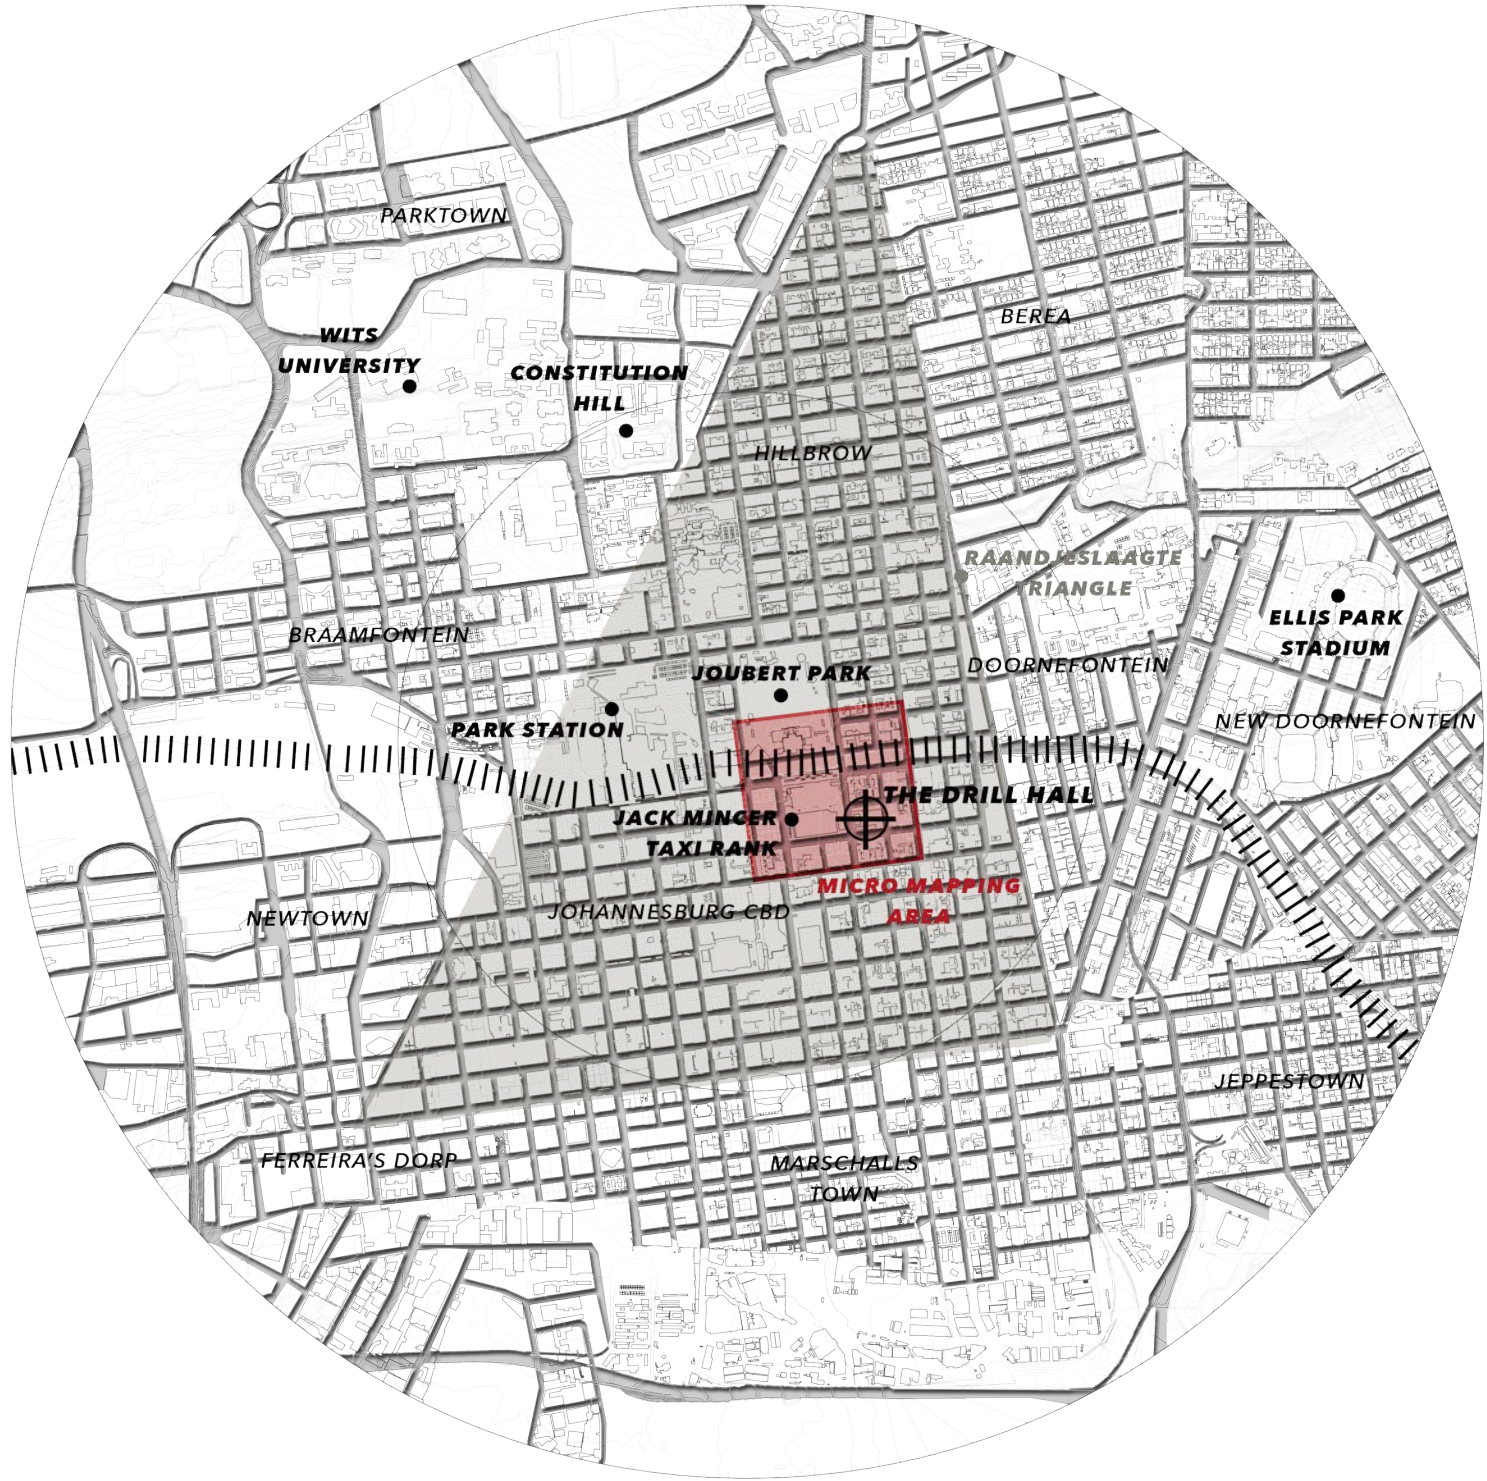 PARKTOWN
BEREA
WITS
UNIVERSITY
CONSTITUTION
HILL
HILLBROW
RAANDJESLAAGTE
TRIANGLE
ELLIS PARK
STADIUM
BRAAMFONTEIN
DOORNEFONTEIN
JOUBERT PARK
NEW DOORNEFONTEIN
PARK STATION
THE DRILL HALL
JACK MINCER
TAXI RANK
MICRO MAPPING
AREA
JOHANNESBURG CBD
NEWTOWN
JEPPESTOWN
FERREIRA'S DORP
MARSCHALLS
TOWN